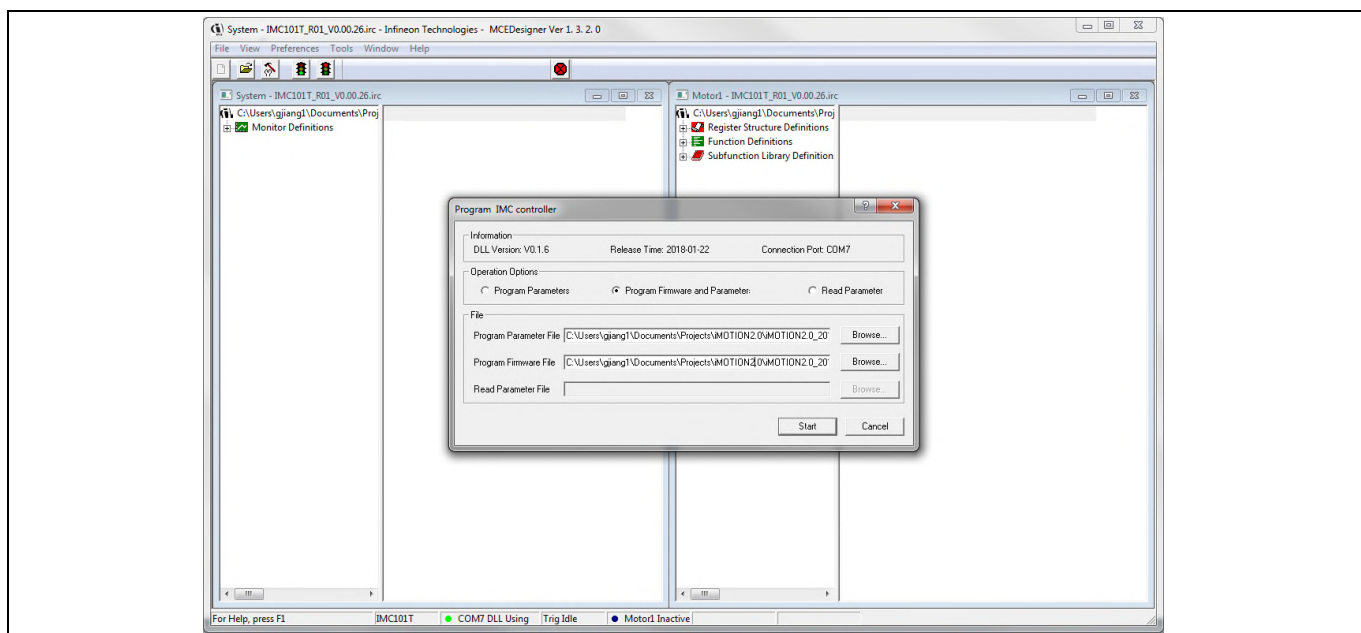 System - IMC101T_R01_V0.00.26.irc - Infineon Technologies - MCEDesigner Ver 1. 3. 2. 0
File View Preferences Tools Window Help
System - IMC101T_R01_V0.00.26.irc
C:\Users\gjiang1\Documents\Proj
Monitor Definitions
Motor1 - IMC101T_R01_V0.00.26.irc
C:\Users\gjiang1\Documents\Proj
Register Structure Definitions
Function Definitions
Subfunction Library Definition
Program IMC controller
Information
DLL Version: V0.1.6 Release Time: 2018-01-22 Connection Port: COM7
Operation Options
Program Parameters Program Firmware and Parameter: Read Parameter
File
Program Parameter File C:\Users\gjiang1\Documents\Projects\iMOTION2.0\iMOTION2.0_20 Browse...
Program Firmware File C:\Users\gjiang1\Documents\Projects\iMOTION2.0\iMOTION2.0_20 Browse...
Read Parameter File Browse...
Start Cancel
For Help, press F1 IMC101T COM7 DLL Using Trig Idle Motor1 Inactive